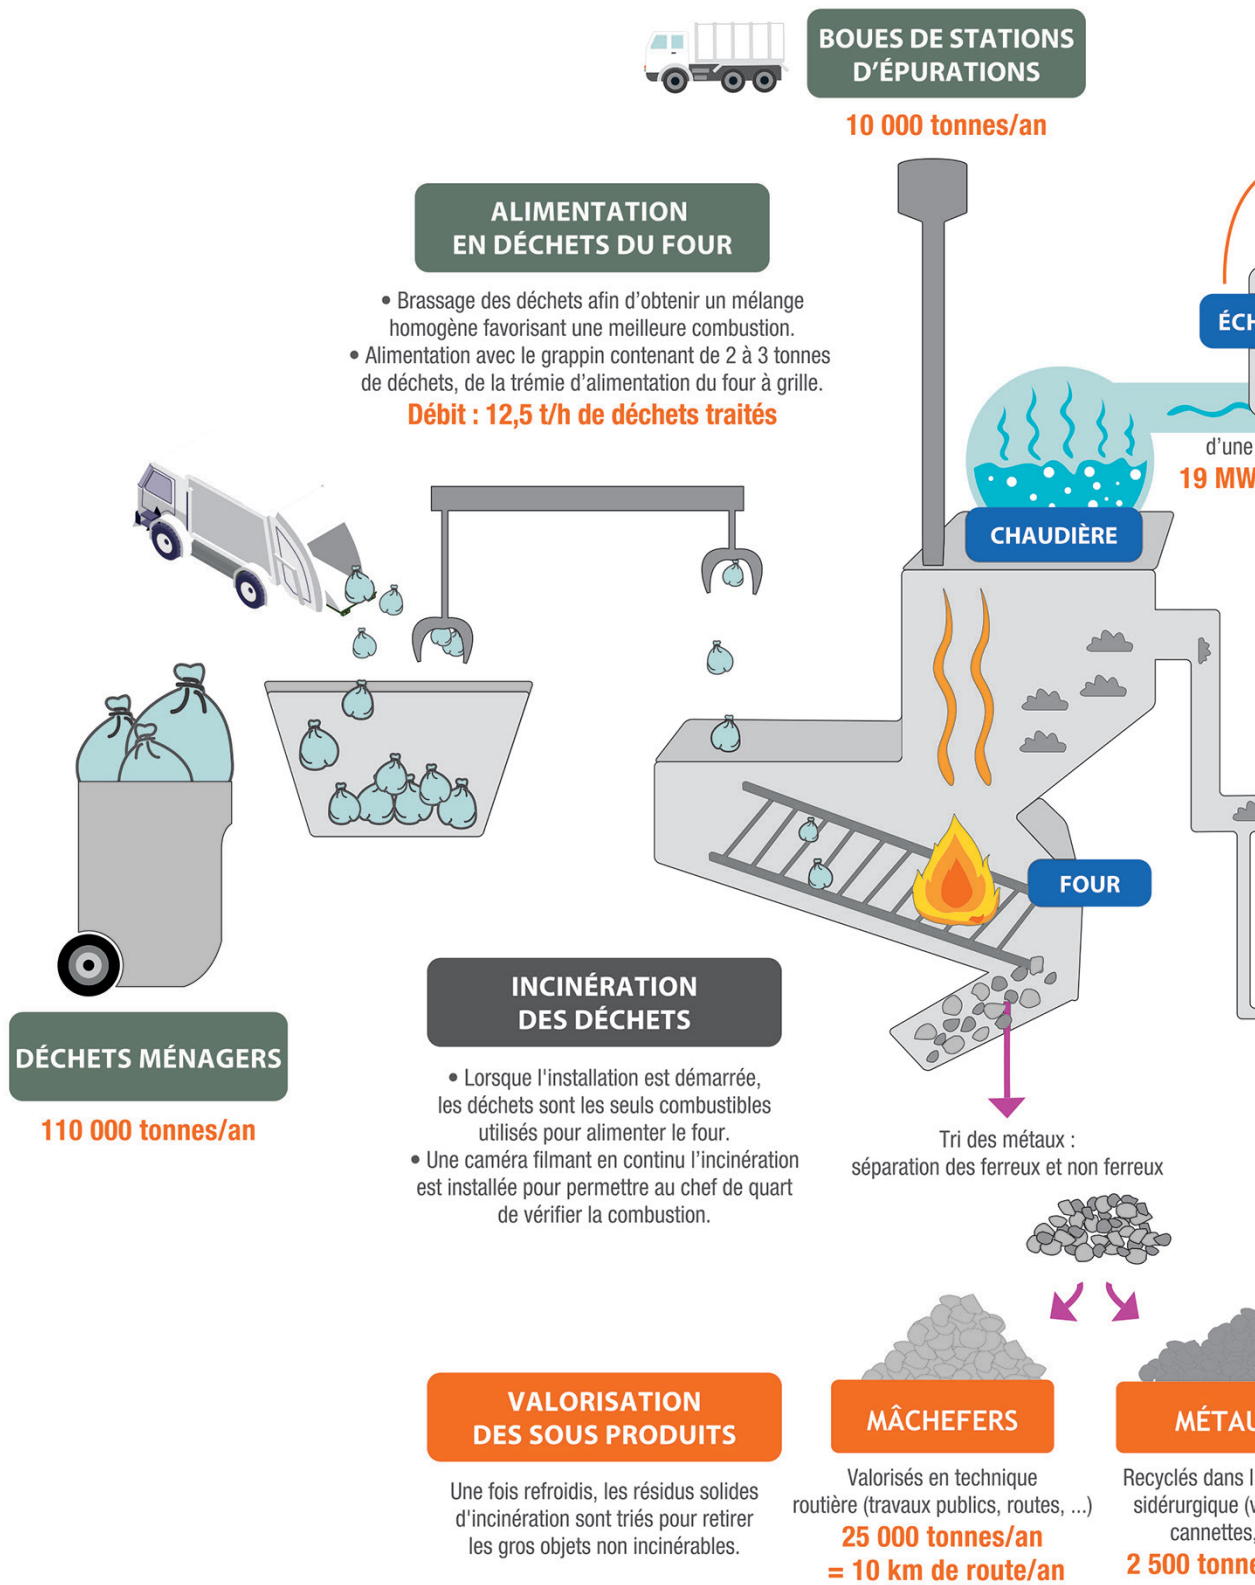 BOUES DE STATIONS
D'ÉPURATIONS
10 000 tonnes/an
ALIMENTATION
EN DÉCHETS DU FOUR
• Brassage des déchets afin d'obtenir un mélange
homogène favorisant une meilleure combustion.
• Alimentation avec le grappin contenant de 2 à 3 tonnes
de déchets, de la trémie d'alimentation du four à grille.
Débit : 12,5 t/h de déchets traités
d'une
19 MW
CHAUDIÈRE
FOUR
DÉCHETS MÉNAGERS
110 000 tonnes/an
INCINÉRATION
DES DÉCHETS
• Lorsque l'installation est démarrée,
les déchets sont les seuls combustibles
utilisés pour alimenter le four.
• Une caméra filmant en continu l'incinération
est installée pour permettre au chef de quart
de vérifier la combustion.
Tri des métaux :
séparation des ferreux et non ferreux
VALORISATION
DES SOUS PRODUITS
Une fois refroidis, les résidus solides
d'incinération sont triés pour retirer
les gros objets non incinérables.
MÂCHEFERS
Valorisés en technique
routière (travaux publics, routes, ...)
25 000 tonnes/an
= 10 km de route/an
Recyclés dans
sidérurgique
cannettes,
2 500